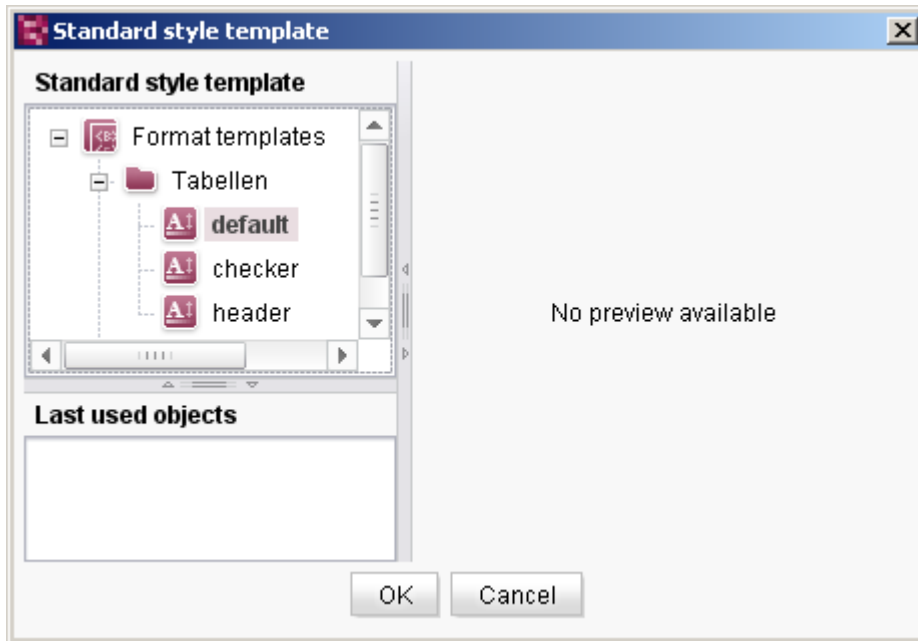 Standard style template
Standard style template
Format templates
Tabellen
default
checker
header
No preview available
Last used objects
OK Cancel